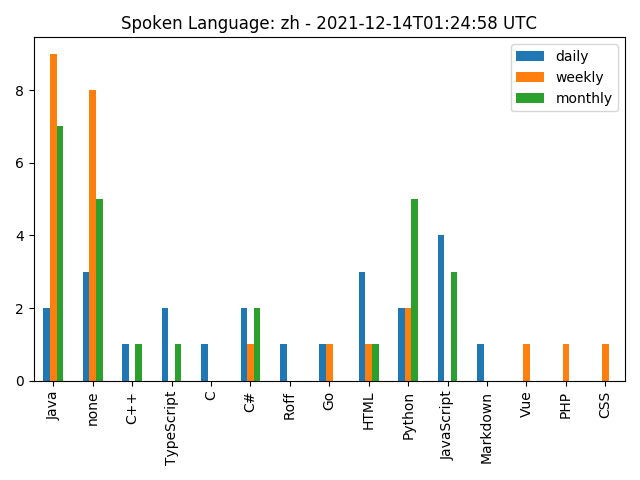 Spoken Language: zh - 2021-12-14T01:24:58 UTC
daily
weekly
monthly
8
6
4
2
0
Java
none
C++
TypeScript
C
C#
Roff
Go
HTML
Python
JavaScript
Markdown
Vue
PHP
CSS